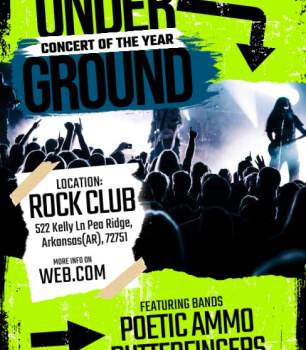 UNDER
CONCERT OF THE YEAR
GROUND
LOCATION:
ROCK CLUB
522 Kelly Ln Pea Ridge,
Arkansas(AR), 72751
MORE INFO ON
WEB.COM
FEATURING BANDS
POETIC AMMO
BUTTERFINGERS